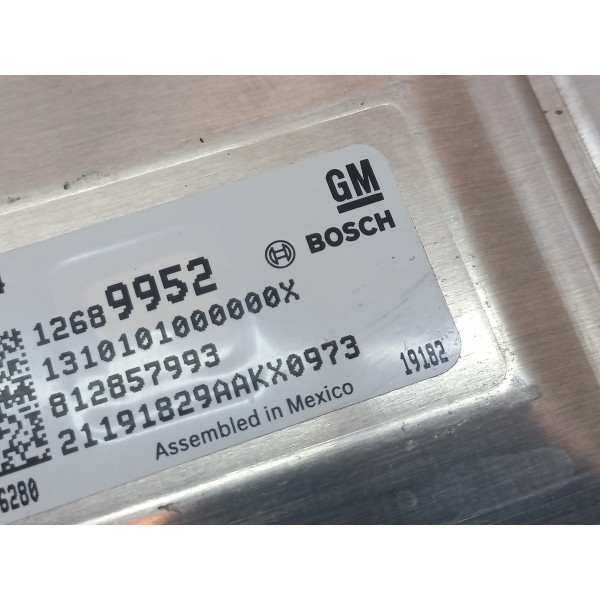 GM
BOSCH
12689952
1310101000000X
812857993
21191829AAKX0973
19182
Assembled in Mexico
6280